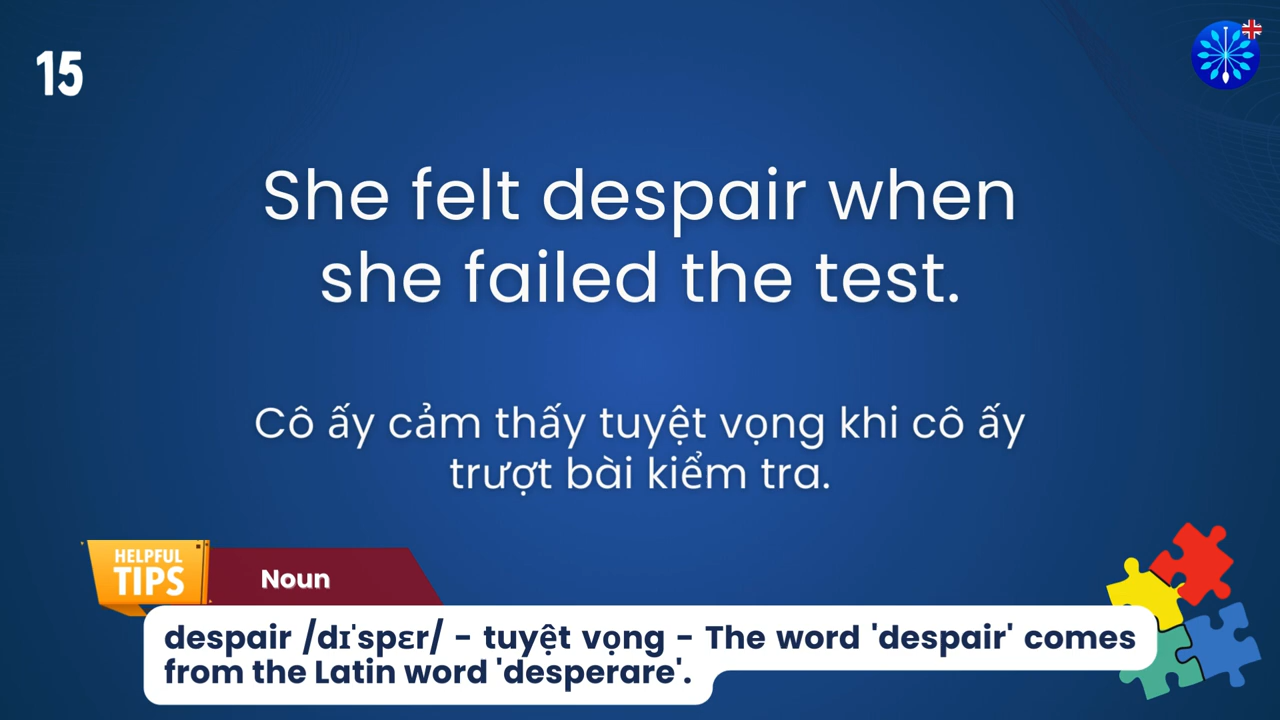 15
She felt despair when
she failed the test.
Cô ấy cảm thấy tuyệt vọng khi cô ấy
trượt bài kiểm tra.
HELPFUL
TIPS
Noun
despair /dɪˈspɛr/ - tuyệt vọng - The word 'despair' comes
from the Latin word 'desperare'.